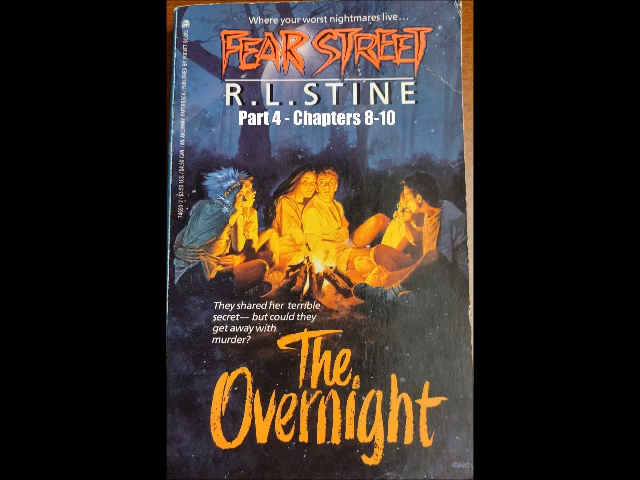 Where your worst nightmares live...
FEAR STREET
R.L. STINE
Part 4 - Chapters 8-10
They shared her terrible
secret—but could they
get away with
murder?
The
Overnight